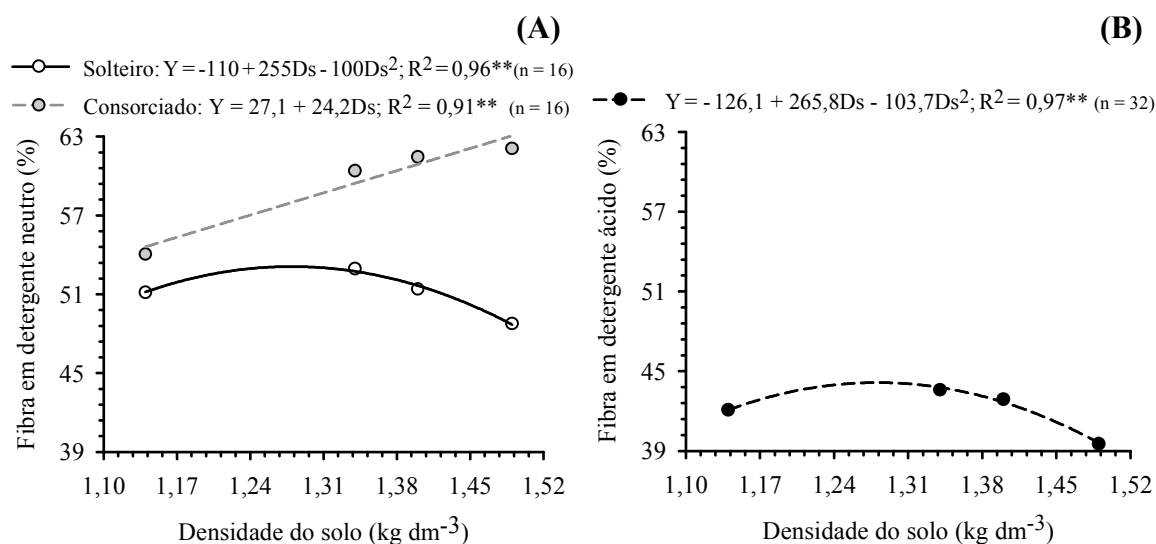 (A)
Solteiro: Y = -110 + 255Ds - 100Ds²; R² = 0,96** (n = 16)
Consorciado: Y = 27,1 + 24,2Ds; R² = 0,91** (n = 16)
Fibra em detergente neutro (%)
63
57
51
45
39
1,10 1,17 1,24 1,31 1,38 1,45 1,52
Densidade do solo (kg dm-3)
(B)
Y = -126,1 + 265,8Ds - 103,7Ds²; R² = 0,97** (n = 32)
Fibra em detergente ácido (%)
63
57
51
45
39
1,10 1,17 1,24 1,31 1,38 1,45 1,52
Densidade do solo (kg dm-3)